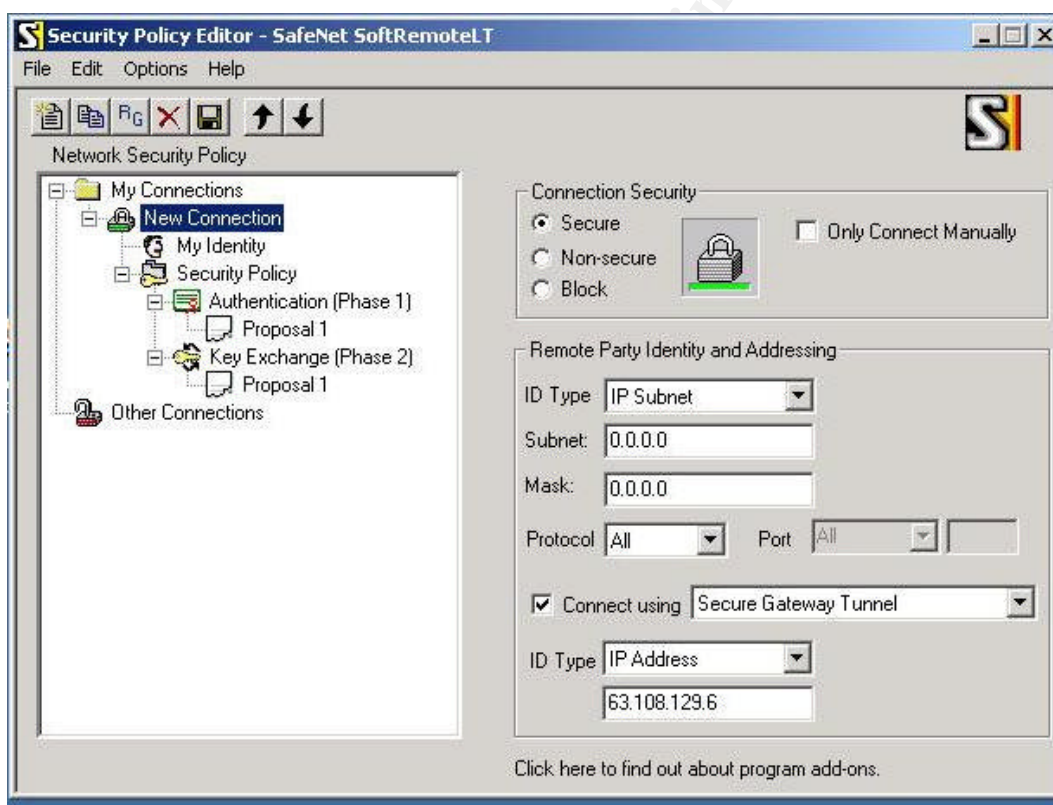 Security Policy Editor - SafeNet SoftRemoteLT
File Edit Options Help
RG
Network Security Policy
My Connections
New Connection
My Identity
Security Policy
Authentication (Phase 1)
Proposal 1
Key Exchange (Phase 2)
Proposal 1
Other Connections
Connection Security
Secure
Non-secure
Block
Only Connect Manually
Remote Party Identity and Addressing
ID Type IP Subnet
Subnet: 0.0.0.0
Mask: 0.0.0.0
Protocol All Port All
Connect using Secure Gateway Tunnel
ID Type IP Address
63.108.129.6
Click here to find out about program add-ons.